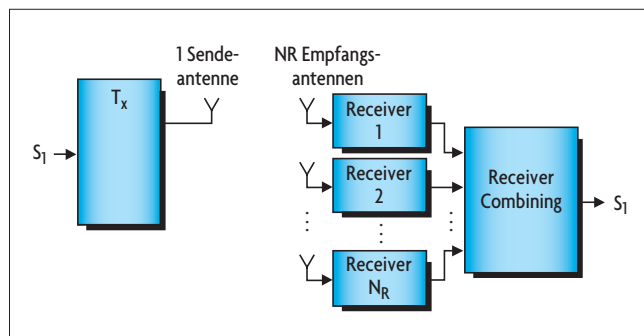 1 Sende-
antenne
NR Empfangs-
antennen
Tx
S1
Receiver
1
Receiver
2
Receiver
NR
Receiver
Combining
S1